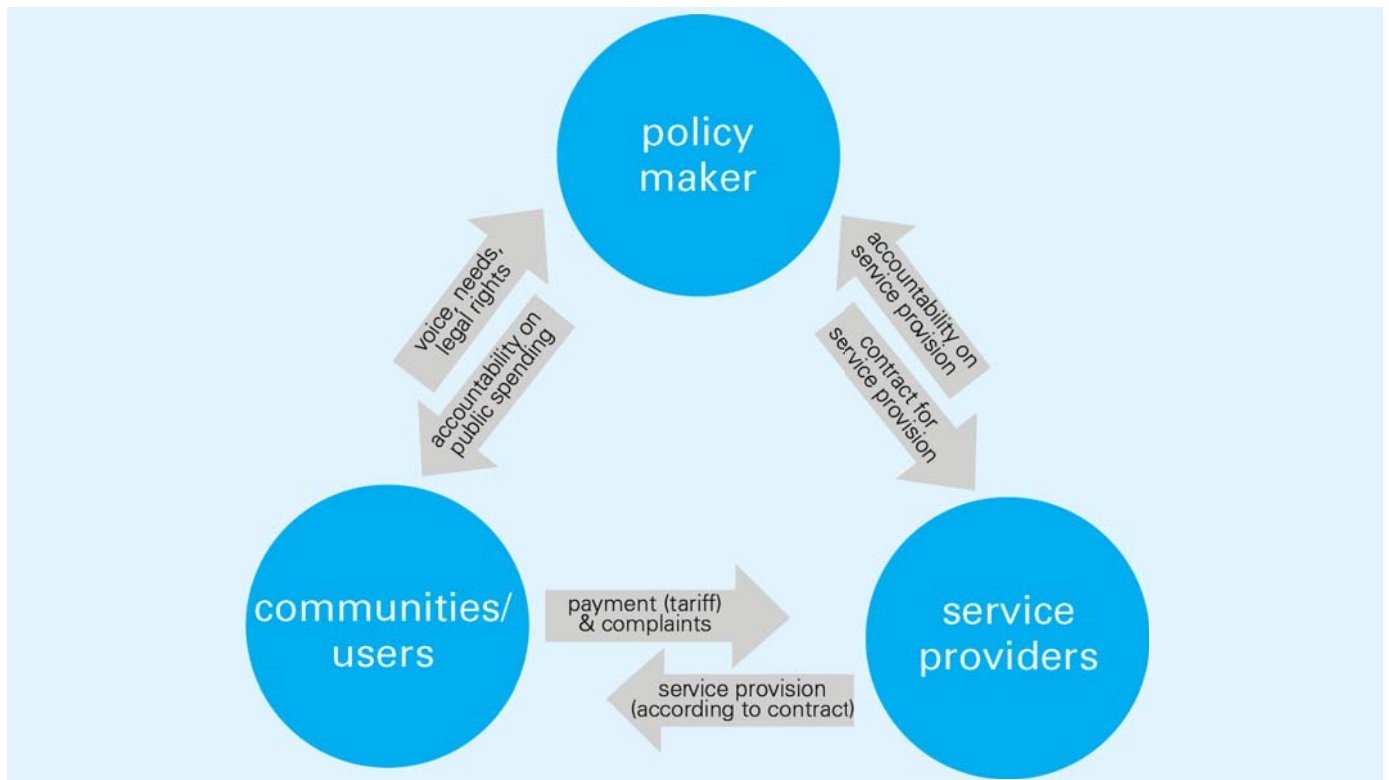 policy
maker
voice, needs,
legal rights
accountability on
public spending
accountability on
service provision
contract for
service provision
communities/
users
payment (tariff)
& complaints
service provision
(according to contract)
service
providers